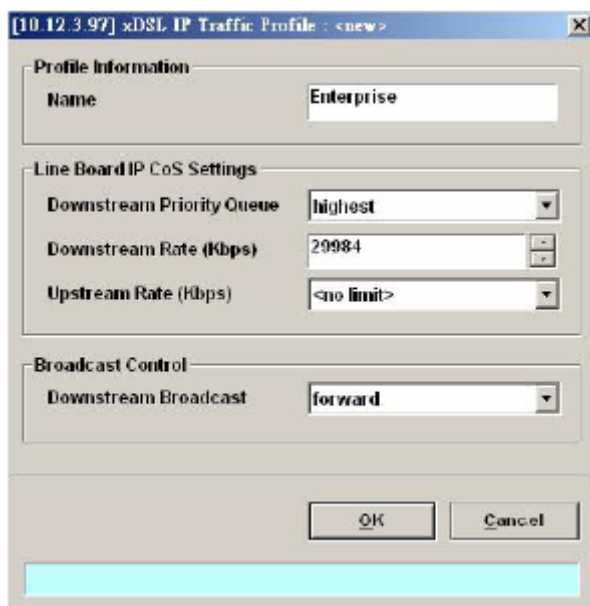 [10.12.3.97] xDSL IP Traffic Profile : <new>
Profile Information
Name Enterprise
Line Board IP CoS Settings
Downstream Priority Queue highest
Downstream Rate (Kbps) 29984
Upstream Rate (Kbps) <no limit>
Broadcast Control
Downstream Broadcast forward
OK Cancel